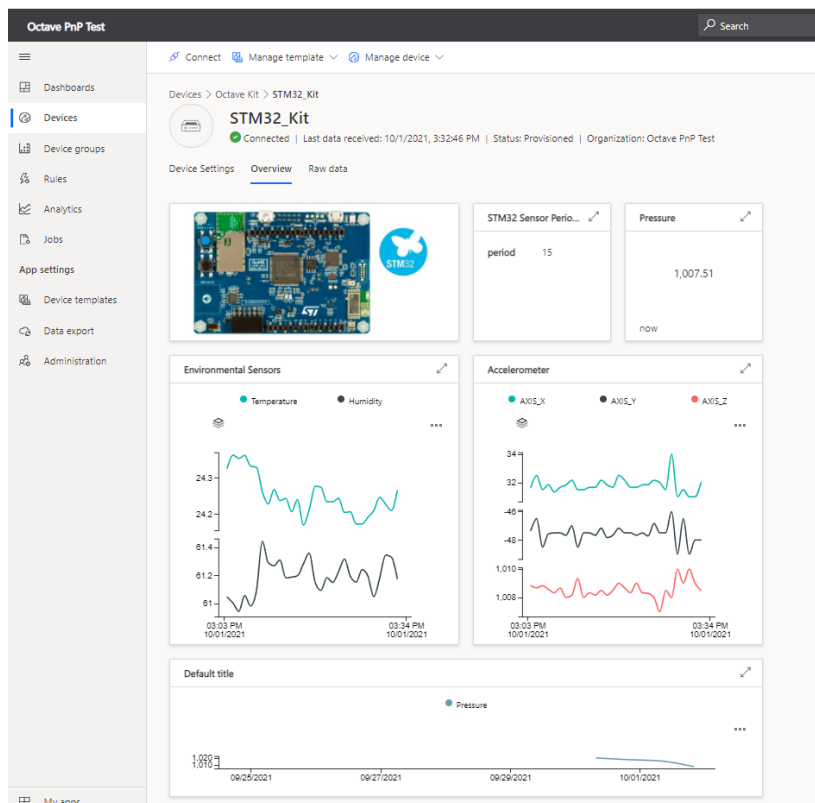 Octave PnP Test
Search
Connect
Manage template
Manage device
Dashboards
Devices
Device groups
Rules
Analytics
Jobs
App settings
Device templates
Data export
Administration
My apps
Devices > Octave Kit > STM32_Kit
STM32_Kit
Connected | Last data received: 10/1/2021, 3:32:46 PM | Status: Provisioned | Organization: Octave PnP Test
Device Settings Overview Raw data
STM32
STM32 Sensor Perio...
period 15
Pressure
1,007.51
now
Environmental Sensors
Temperature Humidity
24.3
24.2
61.4
61.2
61
03:03 PM 03:34 PM
10/01/2021 10/01/2021
Accelerometer
AXIS_X AXIS_Y AXIS_Z
34
32
-46
-48
1,010
1,008
03:03 PM 03:34 PM
10/01/2021 10/01/2021
Default title
Pressure
1,020
1,010
09/25/2021 09/27/2021 09/29/2021 10/01/2021